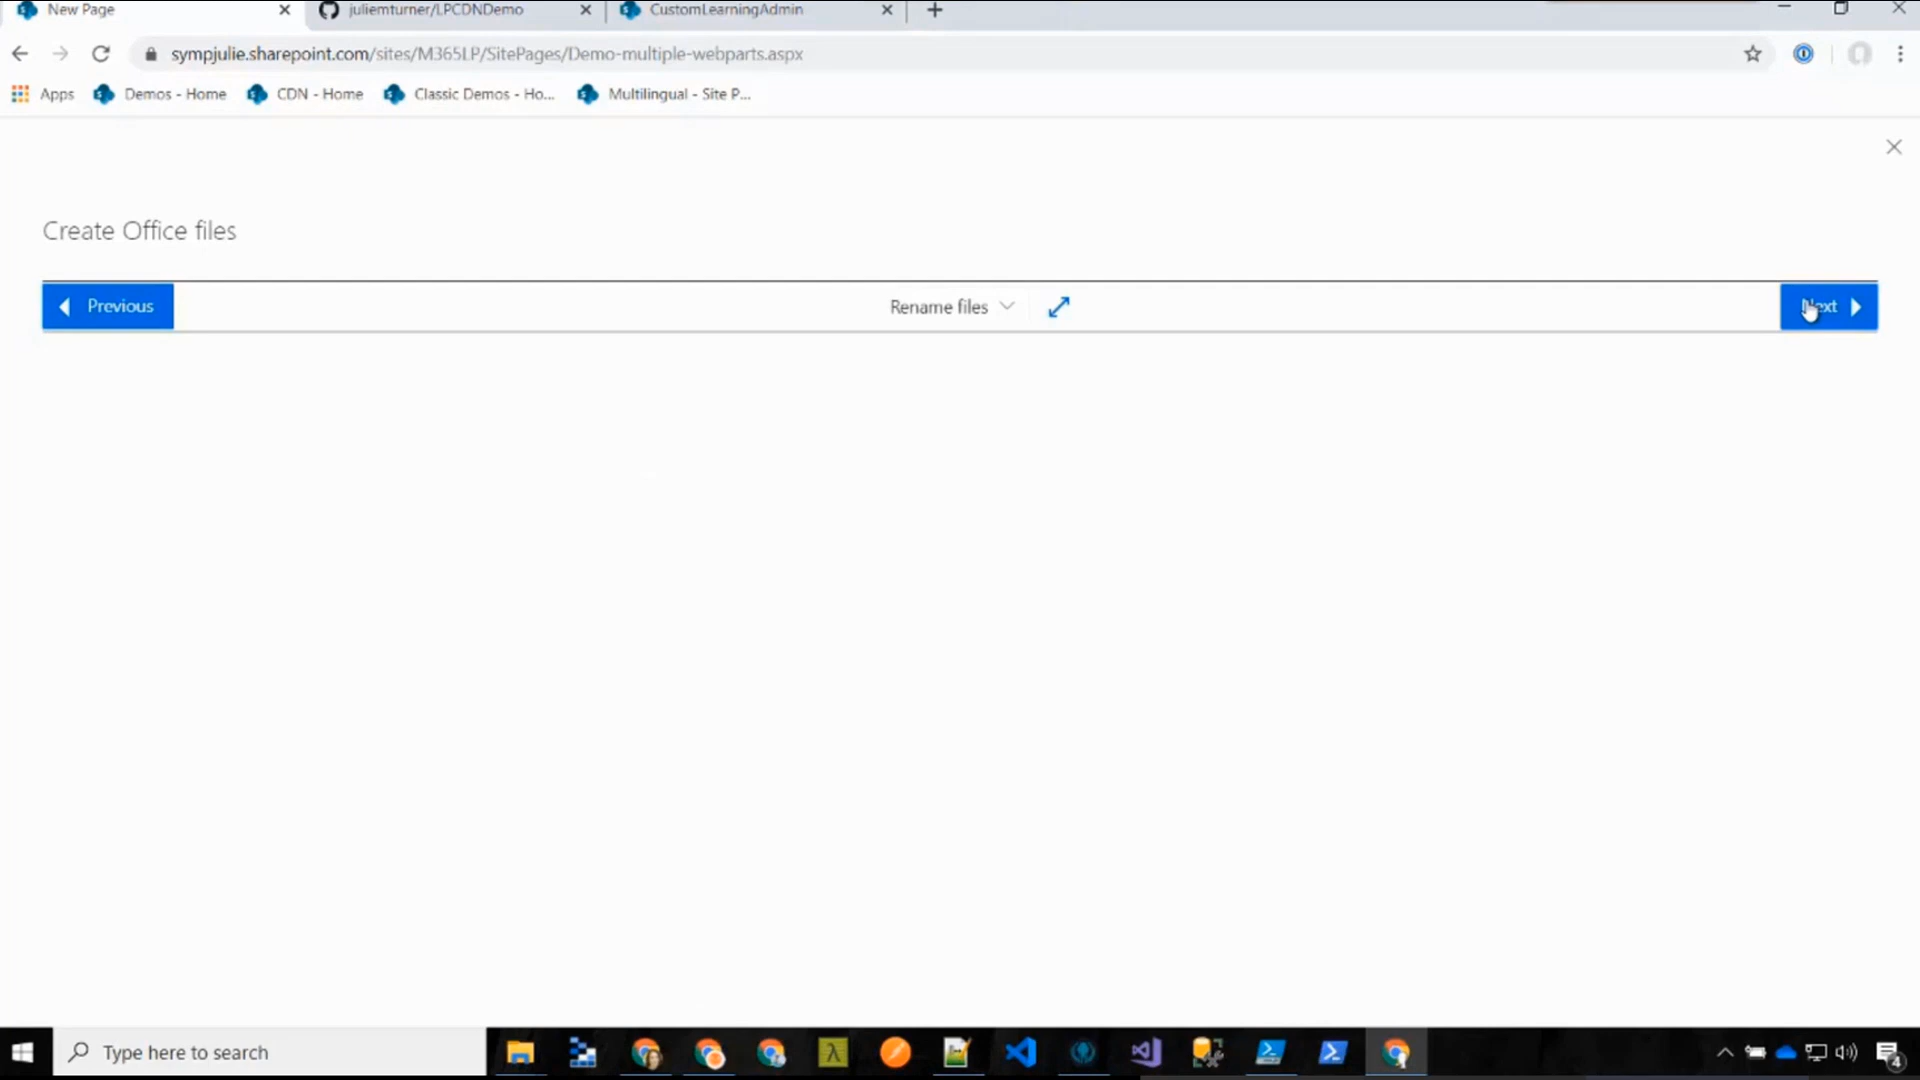 New Page
juliemturner/LPCDNDemo
CustomLearningAdmin
sympjulie.sharepoint.com/sites/M365LP/SitePages/Demo-multiple-webparts.aspx
Apps
Demos - Home
CDN - Home
Classic Demos - Ho...
Multilingual - Site P...
Create Office files
Previous
Rename files
Next
Type here to search
4